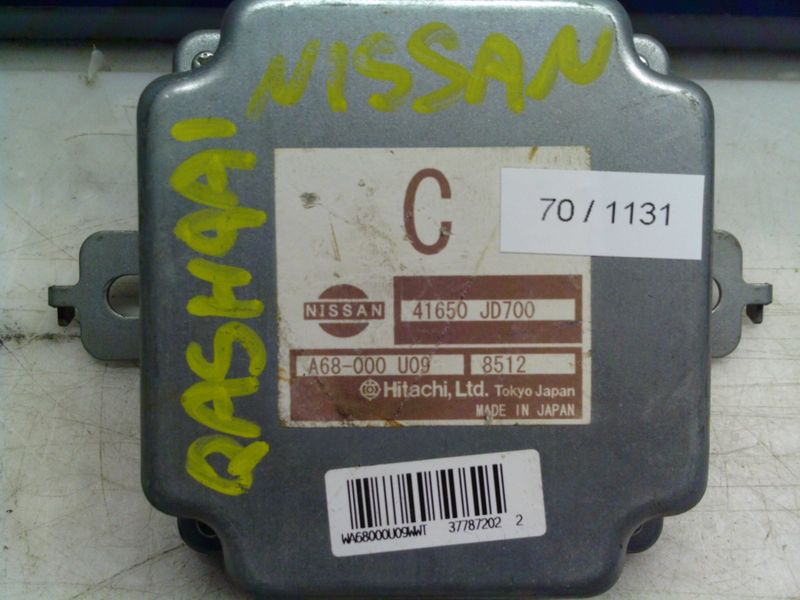 NISSAN
QASHQAI
C
70 / 1131
NISSAN
41650 JD700
A68-000 U09 8512
Hitachi, Ltd. Tokyo Japan
MADE IN JAPAN
WA68000U09WWT 37787202 2